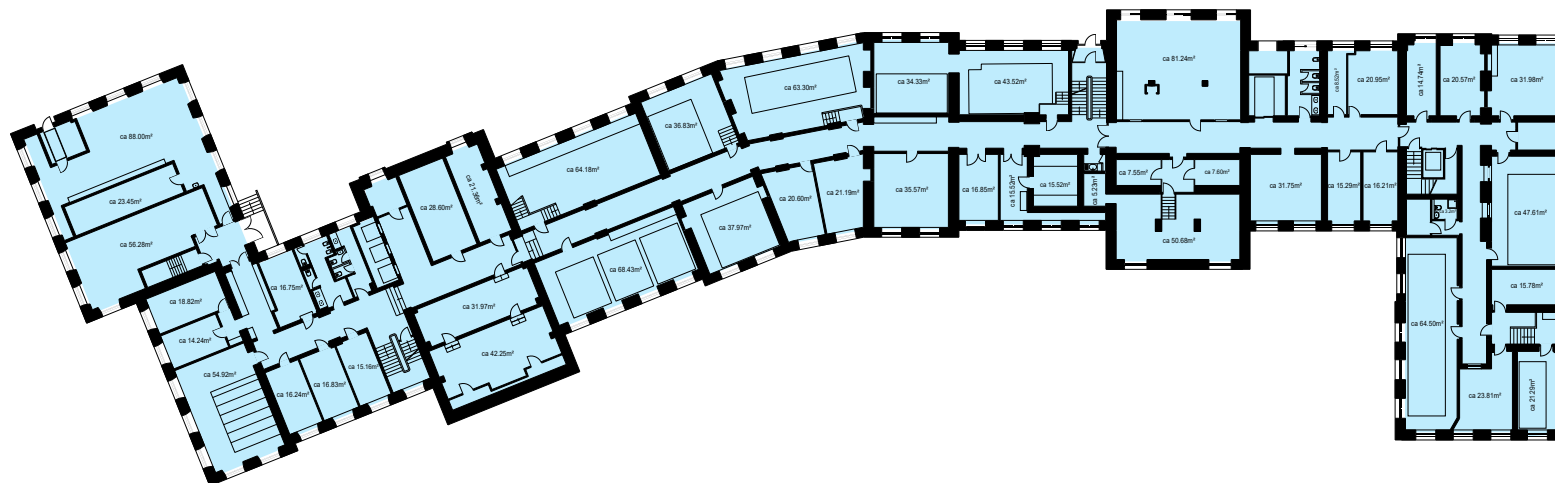 ca 88.00m²
ca 23.45m²
ca 56.28m²
ca 18.82m²
ca 14.24m²
ca 54.92m²
ca 16.75m²
ca 16.24m²
ca 16.83m²
ca 15.16m²
ca 28.60m²
ca 21.39m²
ca 31.97m²
ca 42.25m²
ca 64.18m²
ca 68.43m²
ca 36.83m²
ca 37.97m²
ca 63.30m²
ca 20.60m²
ca 21.19m²
ca 34.33m²
ca 35.57m²
ca 43.52m²
ca 16.85m²
ca 15.52m²
ca 15.52m²
ca 5.23m²
ca 81.24m²
ca 7.55m²
ca 7.60m²
ca 50.68m²
ca 31.75m²
ca 8.52m²
ca 20.95m²
ca 15.29m²
ca 16.21m²
ca 14.74m²
ca 20.57m²
ca 31.98m²
ca 47.61m²
ca 15.78m²
ca 64.50m²
ca 23.81m²
ca 21.29m²